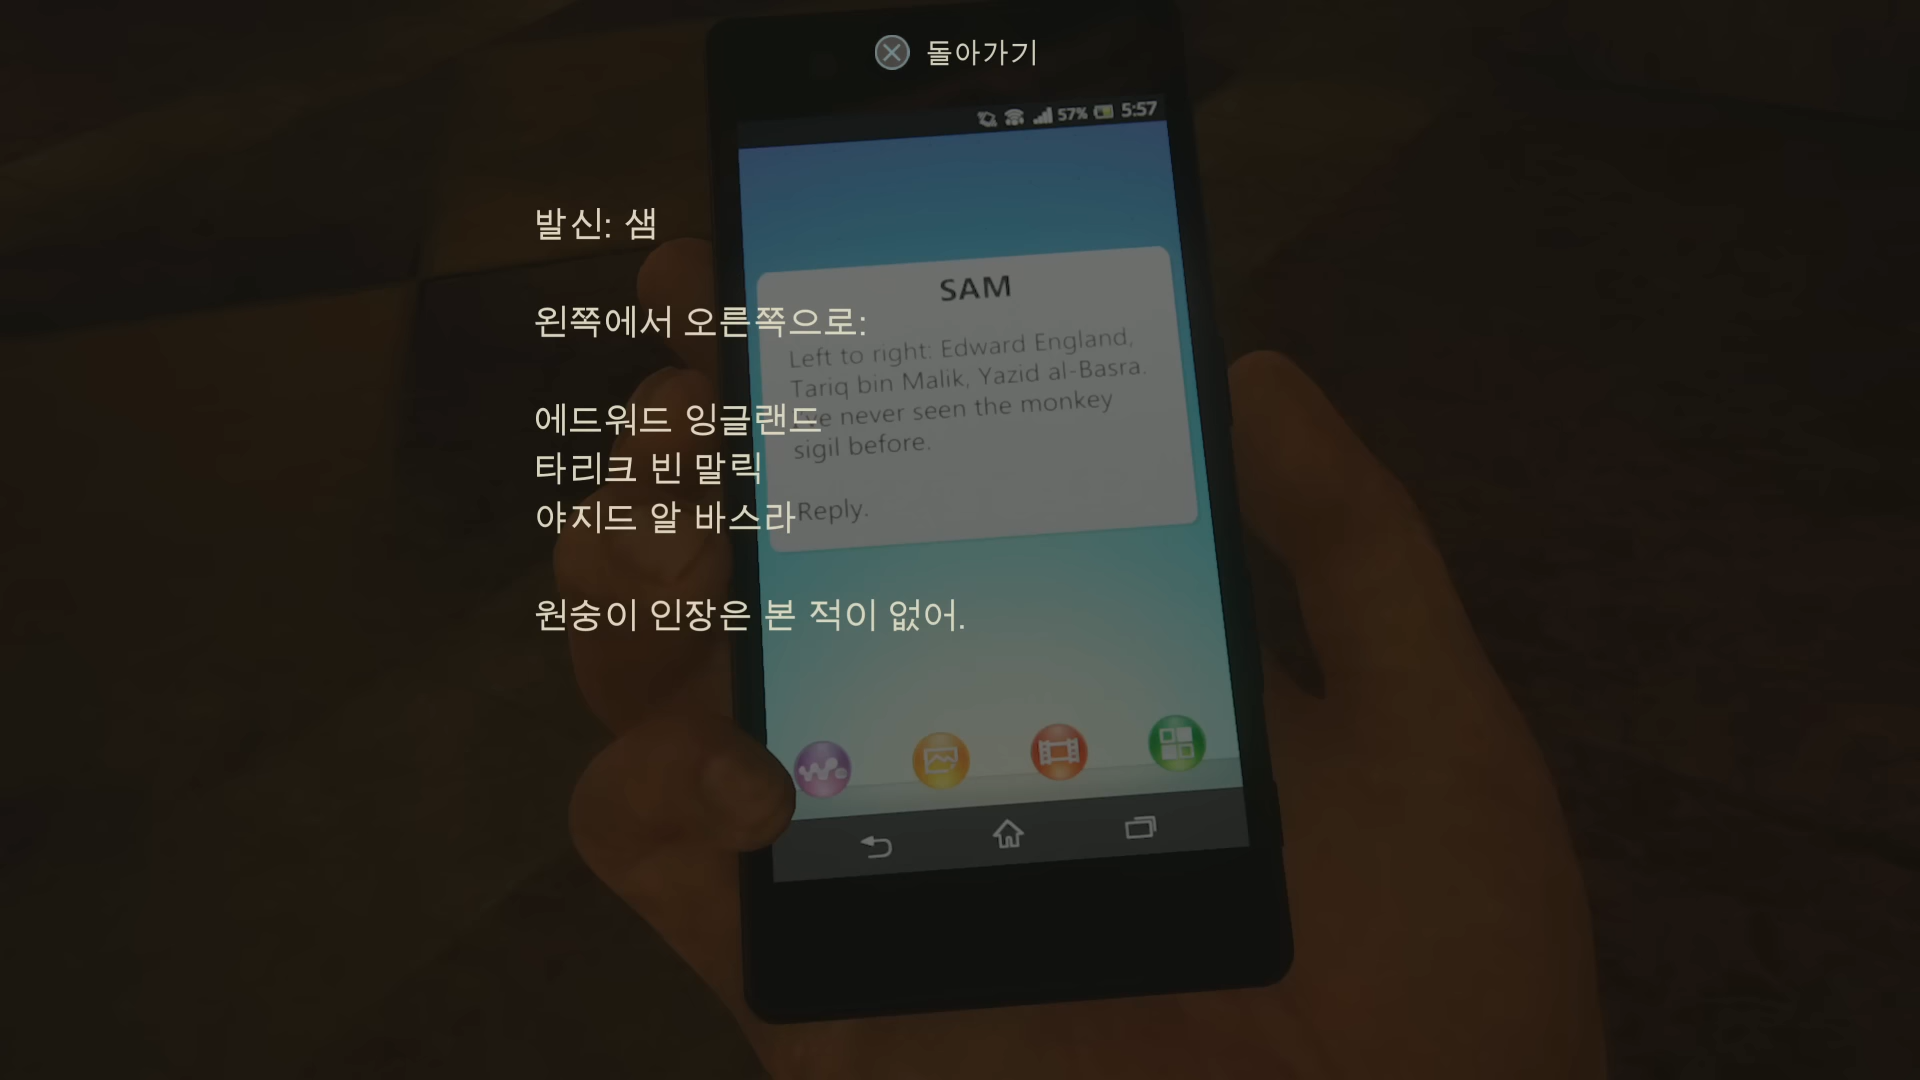 돌아가기
57% 5:57
발신: 샘
왼쪽에서 오른쪽으로:
에드워드 잉글랜드
타리크 빈 말릭
야지드 알 바스라
원숭이 인장은 본 적이 없어.
SAM
Left to right: Edward England,
Tariq bin Malik, Yazid al-Basra.
I've never seen the monkey
sigil before.
Reply.